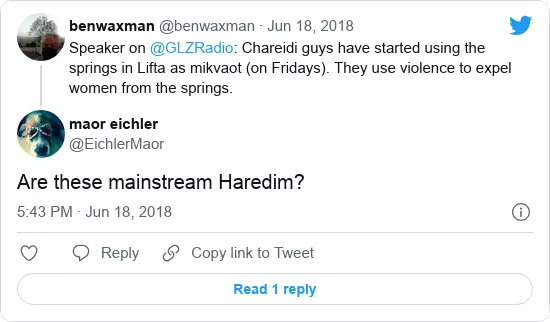 benwaxman @benwaxman · Jun 18, 2018
Speaker on @GLZRadio: Chareidi guys have started using the
springs in Lifta as mikvaot (on Fridays). They use violence to expel
women from the springs.
maor eichler
@EichlerMaor
Are these mainstream Haredim?
5:43 PM · Jun 18, 2018
Reply
Copy link to Tweet
Read 1 reply